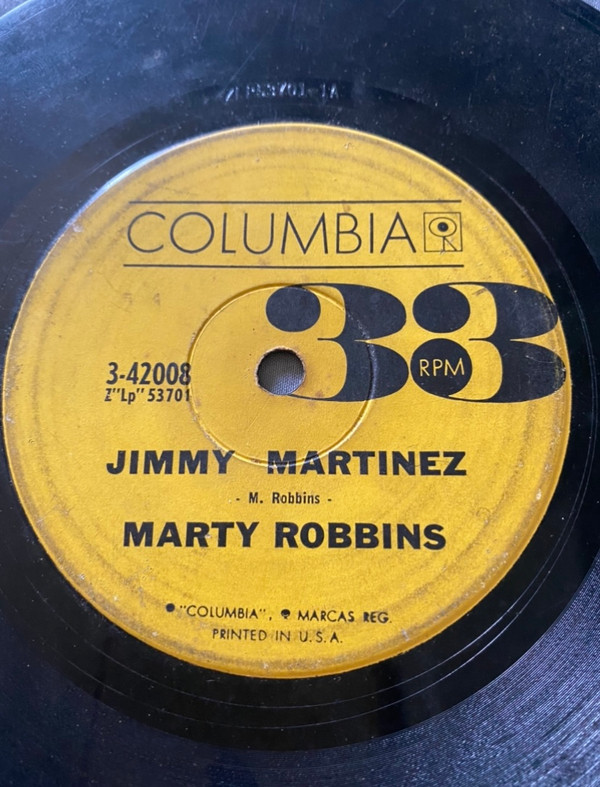 COLUMBIA
33
RPM
3-42008
Z"Lp" 53701
JIMMY MARTINEZ
- M. Robbins -
MARTY ROBBINS
"COLUMBIA", MARCAS REG.
PRINTED IN U.S.A.